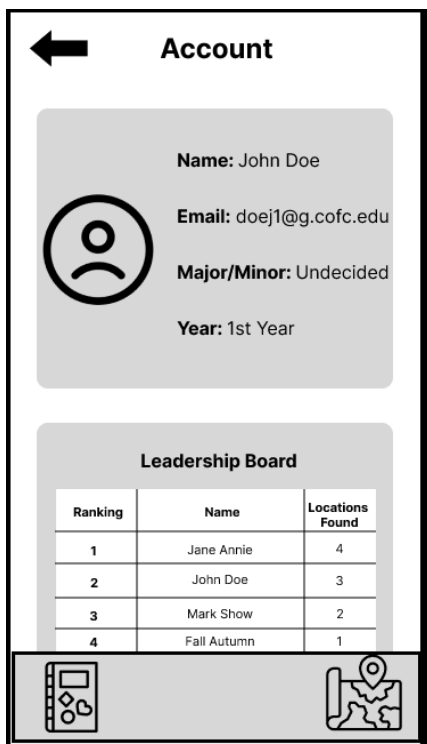 Account
Name: John Doe
Email: doej1@g.cofc.edu
Major/Minor: Undecided
Year: 1st Year
Leadership Board
Ranking Name Locations Found
1 Jane Annie 4
2 John Doe 3
3 Mark Show 2
4 Fall Autumn 1